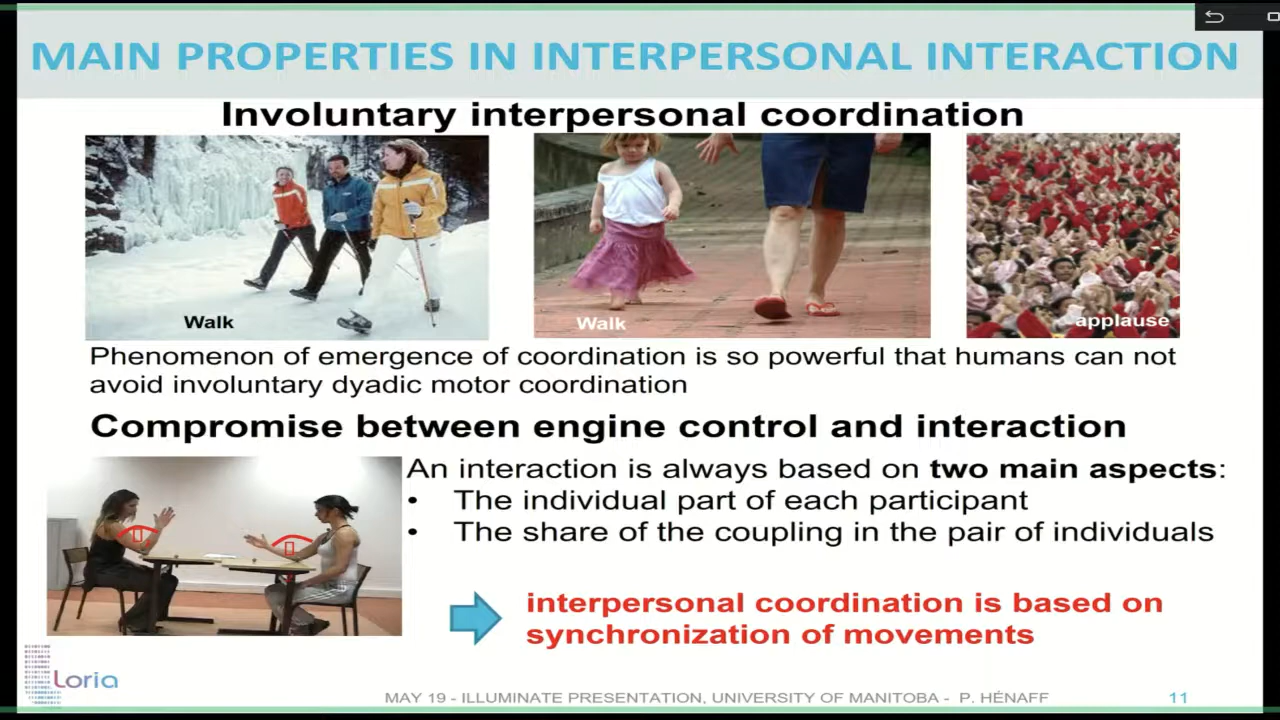 MAIN PROPERTIES IN INTERPERSONAL INTERACTION
Involuntary interpersonal coordination
Walk
Walk
applause
Phenomenon of emergence of coordination is so powerful that humans can not
avoid involuntary dyadic motor coordination
Compromise between engine control and interaction
An interaction is always based on two main aspects:
• The individual part of each participant
• The share of the coupling in the pair of individuals
interpersonal coordination is based on
synchronization of movements
Loria
MAY 19 - ILLUMINATE PRESENTATION, UNIVERSITY OF MANITOBA - P. HÉNAFF
11